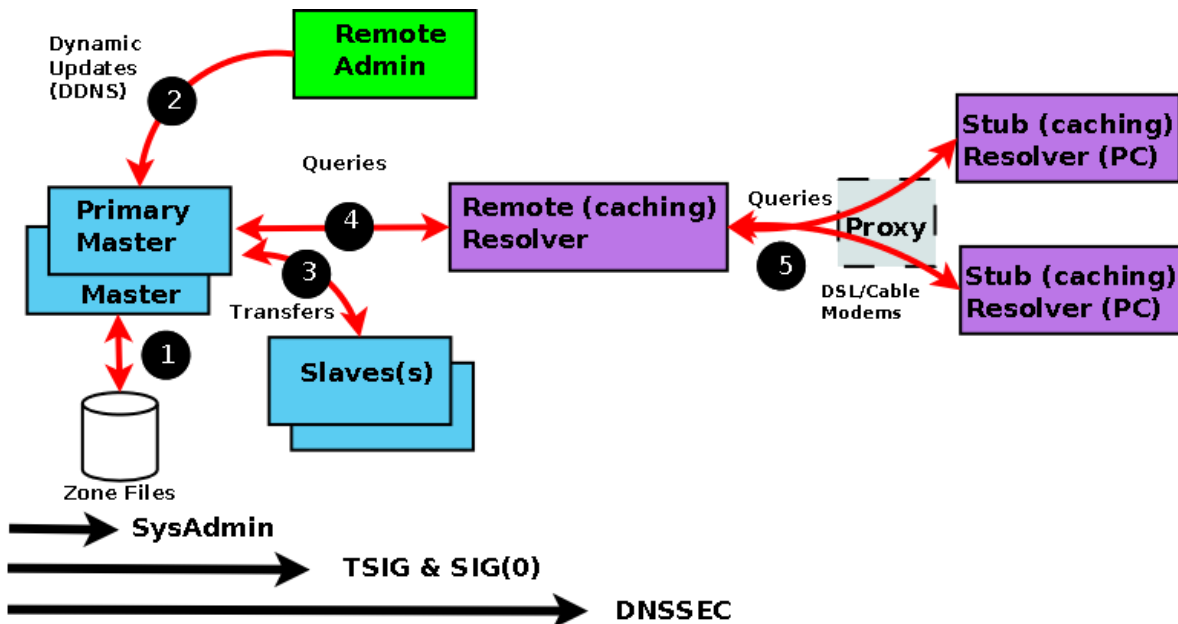 Dynamic
Updates
(DDNS)
2
Remote
Admin
Stub (caching)
Resolver (PC)
Queries
Primary
Master
Master
4
Remote (caching)
Resolver
Queries
Proxy
5
3
Transfers
DSL/Cable
Modems
Stub (caching)
Resolver (PC)
1
Slaves(s)
Zone Files
SysAdmin
TSIG & SIG(0)
DNSSEC